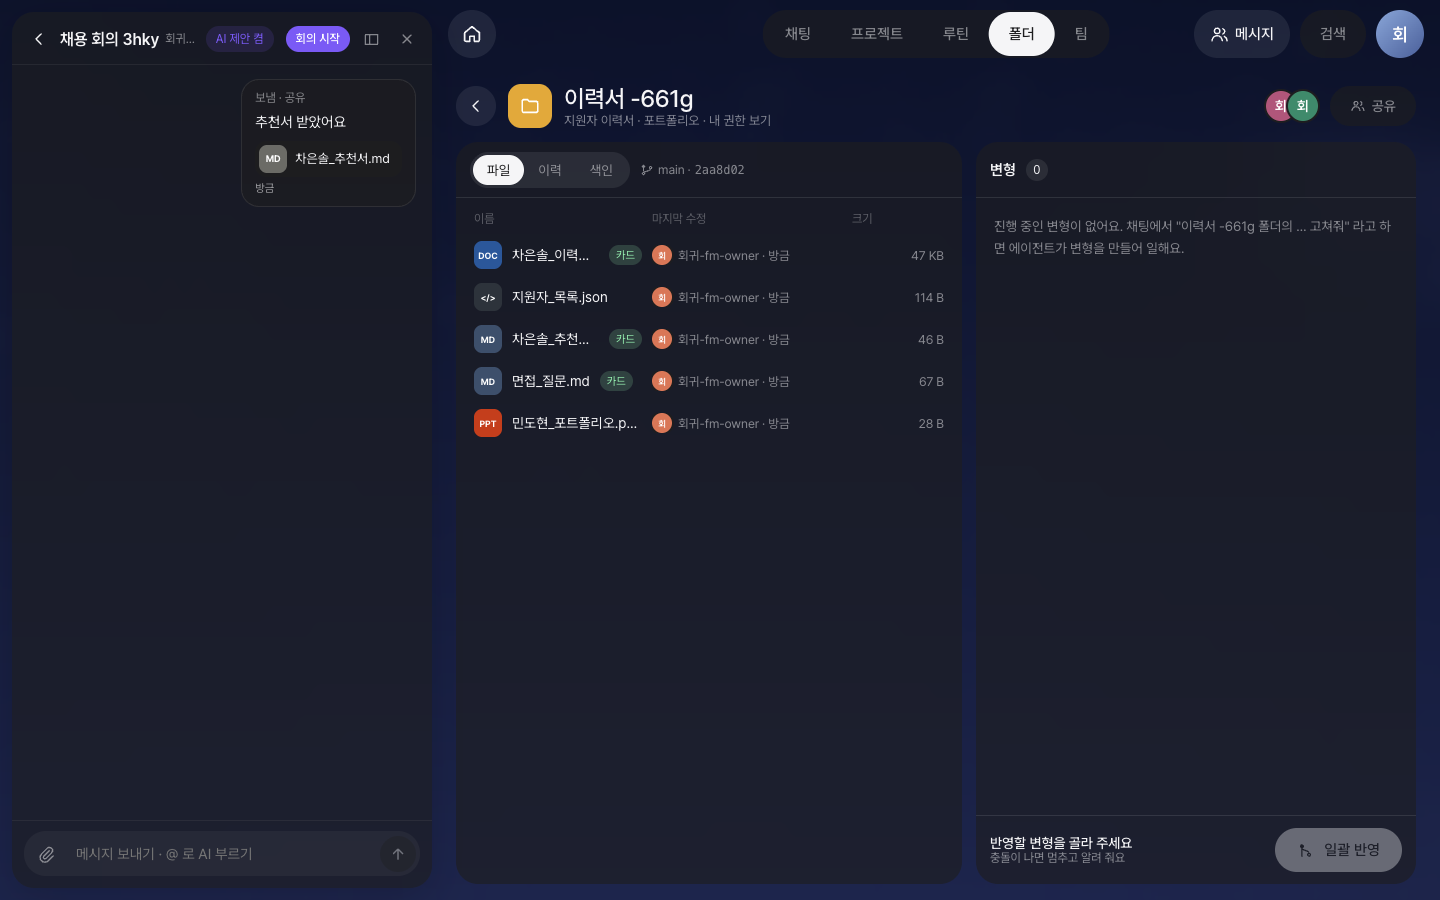 채용 회의 3hky 회귀... AI 제안 켬 회의 시작
보냄 · 공유
추천서 받았어요
MD 차은솔_추천서.md
방금
메시지 보내기 · @ 로 AI 부르기
채팅 프로젝트 루틴 폴더 팀
메시지 검색 회
이력서 -661g
지원자 이력서 · 포트폴리오 · 내 권한 보기
회 회 공유
파일 이력 색인 main · 2aa8d02
이름 마지막 수정 크기
DOC 차은솔_이력... 카드 회 회귀-fm-owner · 방금 47 KB
</> 지원자_목록.json 회 회귀-fm-owner · 방금 114 B
MD 차은솔_추천... 카드 회 회귀-fm-owner · 방금 46 B
MD 면접_질문.md 카드 회 회귀-fm-owner · 방금 67 B
PPT 민도현_포트폴리오.p... 회 회귀-fm-owner · 방금 28 B
변형 0
진행 중인 변형이 없어요. 채팅에서 "이력서 -661g 폴더의 ... 고쳐줘" 라고 하
면 에이전트가 변형을 만들어 일해요.
반영할 변형을 골라 주세요
충돌이 나면 멈추고 알려 줘요
일괄 반영